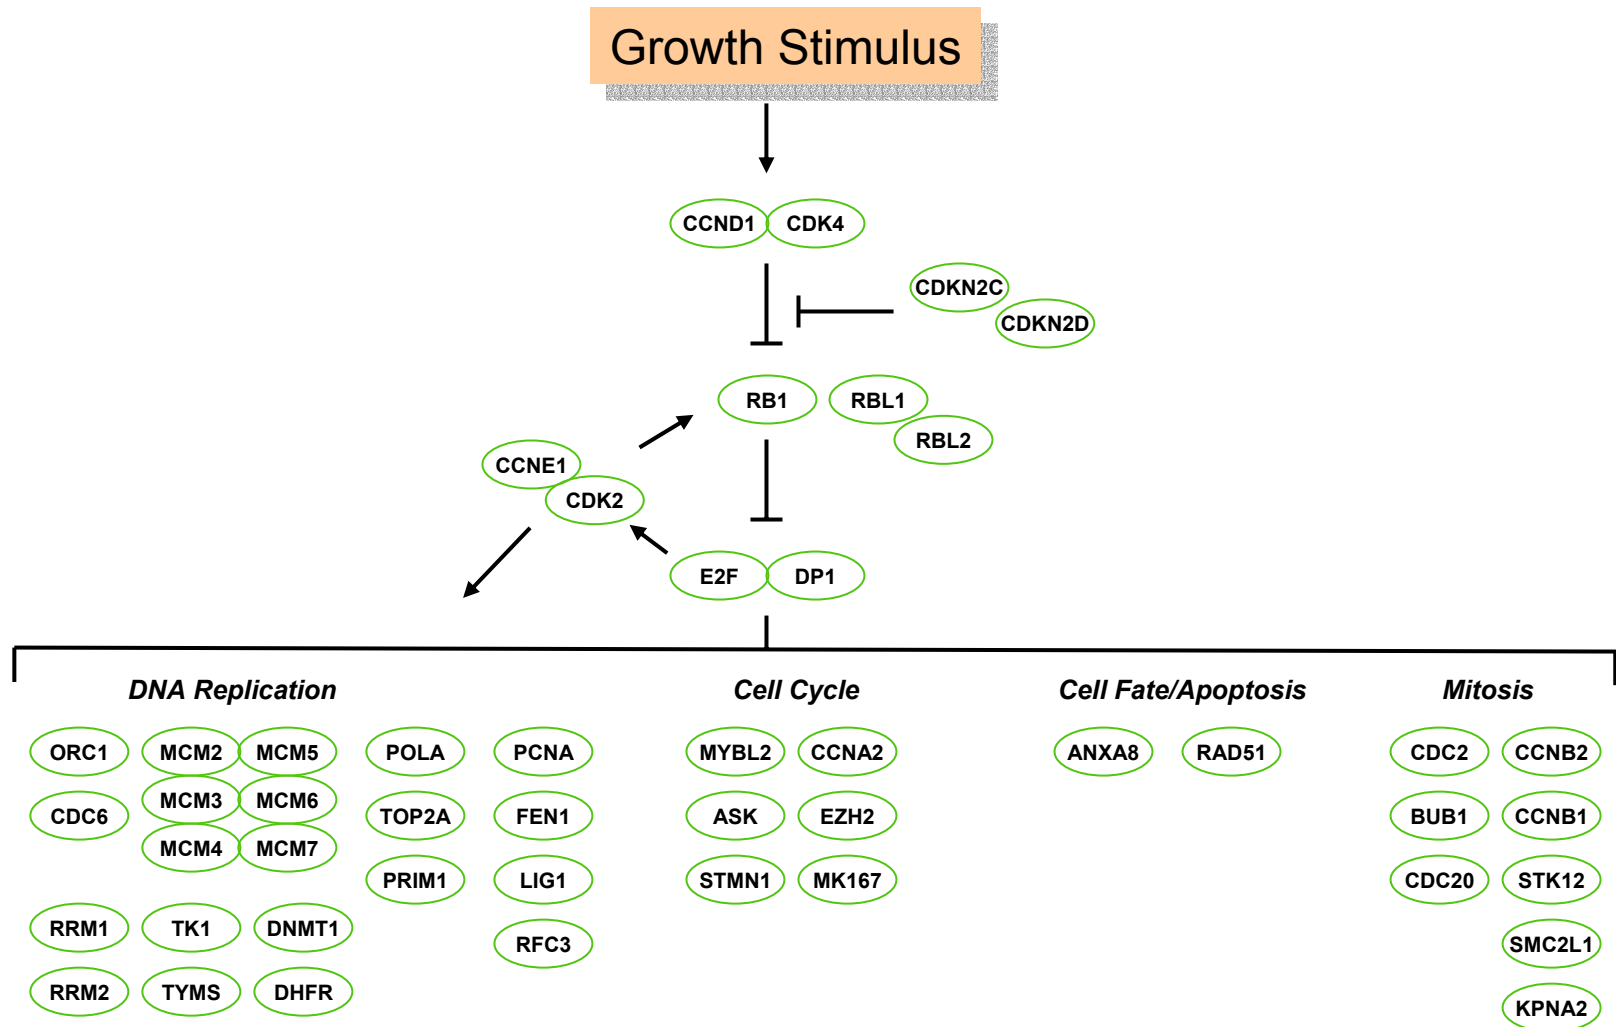 Growth Stimulus
CCND1 CDK4
CDKN2C
CDKN2D
RB1 RBL1
RBL2
CCNE1
CDK2
E2F DP1
DNA Replication Cell Cycle Cell Fate/Apoptosis Mitosis
ORC1 MCM2 MCM5 POLA PCNA MYBL2 CCNA2 ANXA8 RAD51 CDC2 CCNB2
MCM3 MCM6
CDC6 TOP2A FEN1 ASK EZH2 BUB1 CCNB1
MCM4 MCM7
PRIM1 LIG1 STMN1 MK167 CDC20 STK12
RRM1 TK1 DNMT1
RFC3 SMC2L1
RRM2 TYMS DHFR
KPNA2